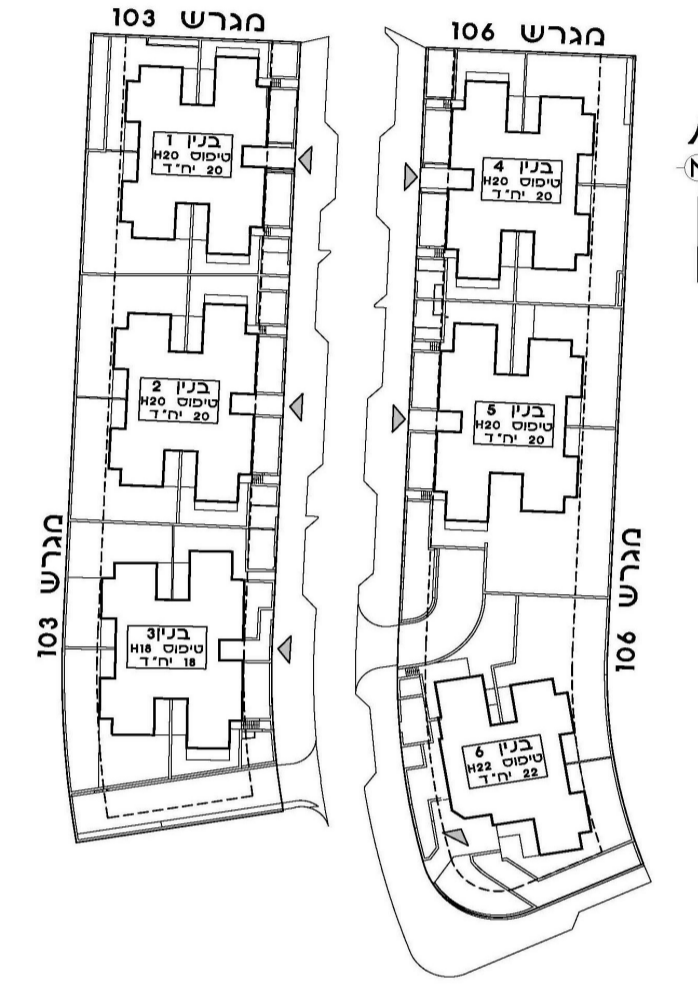 מגרש 103
מגרש 106
בנין 1
טיפוס H20
20 יח"ד
בנין 4
טיפוס H20
20 יח"ד
בנין 2
טיפוס H20
20 יח"ד
בנין 5
טיפוס H20
20 יח"ד
מגרש 103
מגרש 106
בנין 3
טיפוס H18
18 יח"ד
בנין 6
טיפוס H22
22 יח"ד